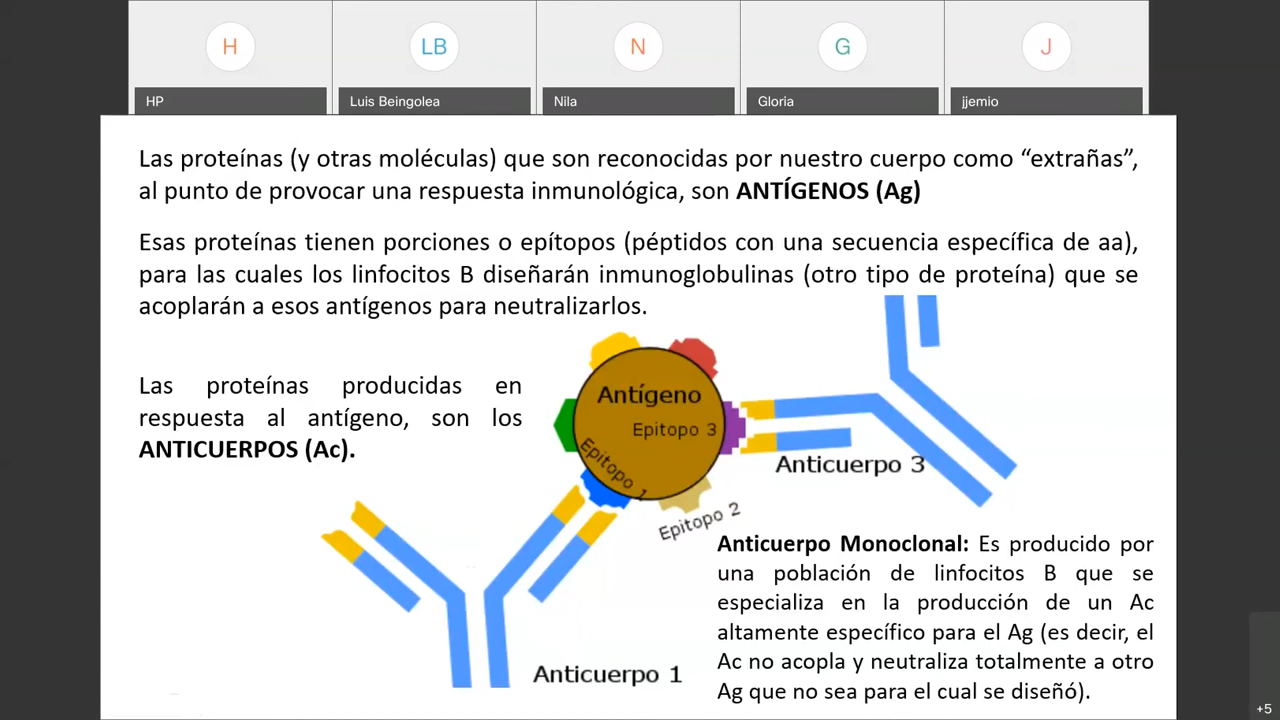 H
LB
N
G
J
HP
Luis Beingolea
Nila
Gloria
jjemio
Las proteínas (y otras moléculas) que son reconocidas por nuestro cuerpo como “extrañas”,
al punto de provocar una respuesta inmunológica, son ANTÍGENOS (Ag)
Esas proteínas tienen porciones o epítopos (péptidos con una secuencia específica de aa),
para las cuales los linfocitos B diseñarán inmunoglobulinas (otro tipo de proteína) que se
acoplarán a esos antígenos para neutralizarlos.
Las proteínas producidas en
respuesta al antígeno, son los
ANTICUERPOS (Ac).
Antígeno
Epitopo 3
Epitopo 1
Epitopo 2
Anticuerpo 3
Anticuerpo 1
Anticuerpo Monoclonal: Es producido por
una población de linfocitos B que se
especializa en la producción de un Ac
altamente específico para el Ag (es decir, el
Ac no acopla y neutraliza totalmente a otro
Ag que no sea para el cual se diseñó).
+5